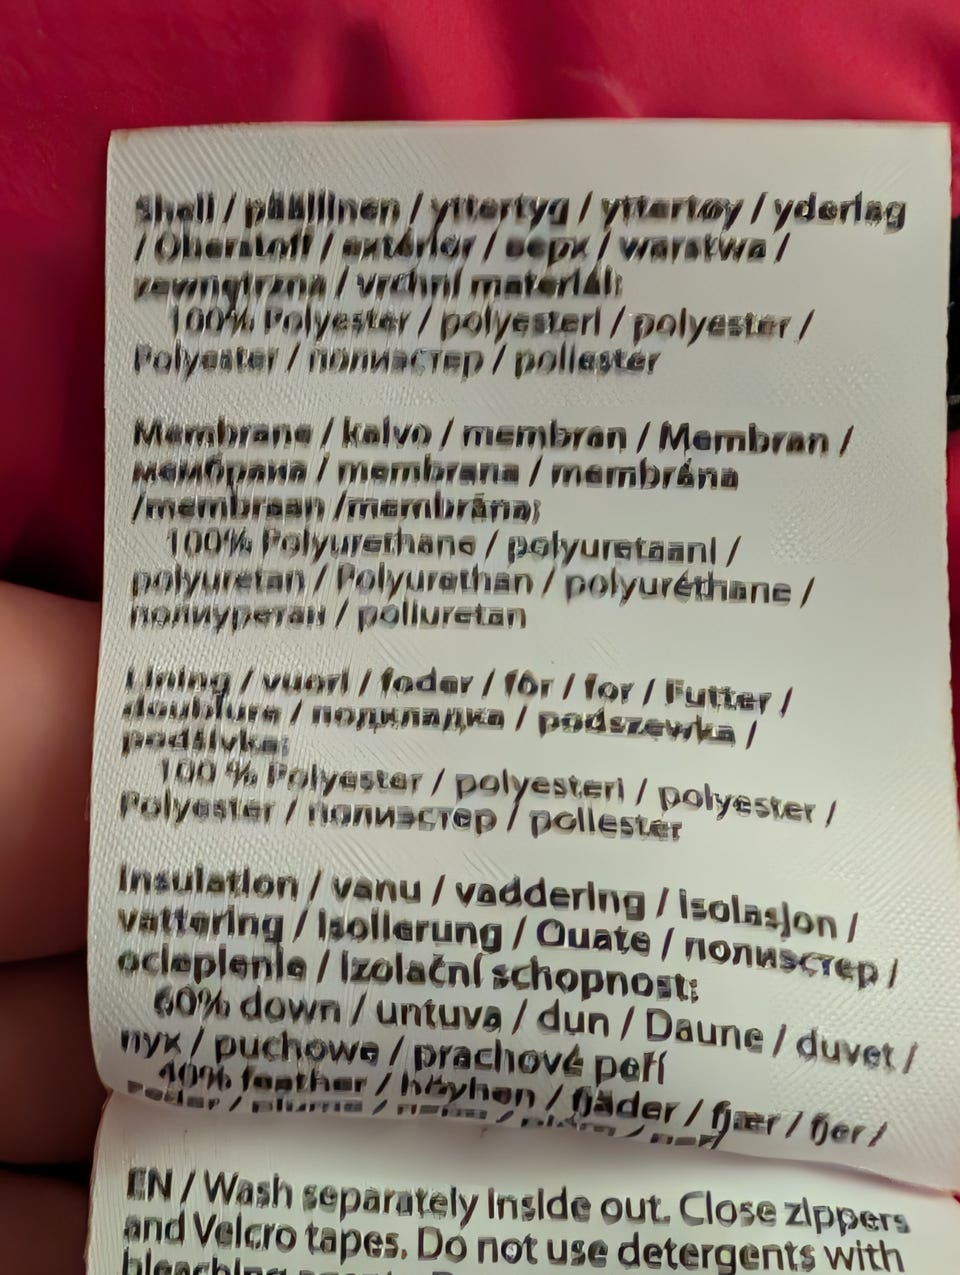 Shell / päällinen / yttertyg / yttertøy / yderlag
/ Oberstoff / extérior / верх / warstwa /
zewnętrzna / vrchní materiál:
100% Polyester / polyesteri / polyester /
Polyester / полиэстер / poliester
Membrane / kalvo / membran / Membran /
мембрана / membrana / membrána
/membraan /membrāna:
100% Polyurethane / polyuretaani /
polyuretan / Polyurethan / polyuréthane /
полиуретан / poliuretan
Lining / vuori / foder / fôr / for / Futter /
doublure / подкладка / podszewka /
podšívka:
100 % Polyester / polyesteri / polyester /
Polyester / полиэстер / poliester
Insulation / vanu / vaddering / isolasjon /
vattering / Isolierung / Ouate / полиэстер /
ocieplenie / Izolační schopnost:
60% down / untuva / dun / Daune / duvet /
пух / puchowe / prachové peří
40% feather / höyhen / fjäder / fjær / fjer /
Feder / plume /
EN / Wash separately inside out. Close zippers
and Velcro tapes. Do not use detergents with
bleaching